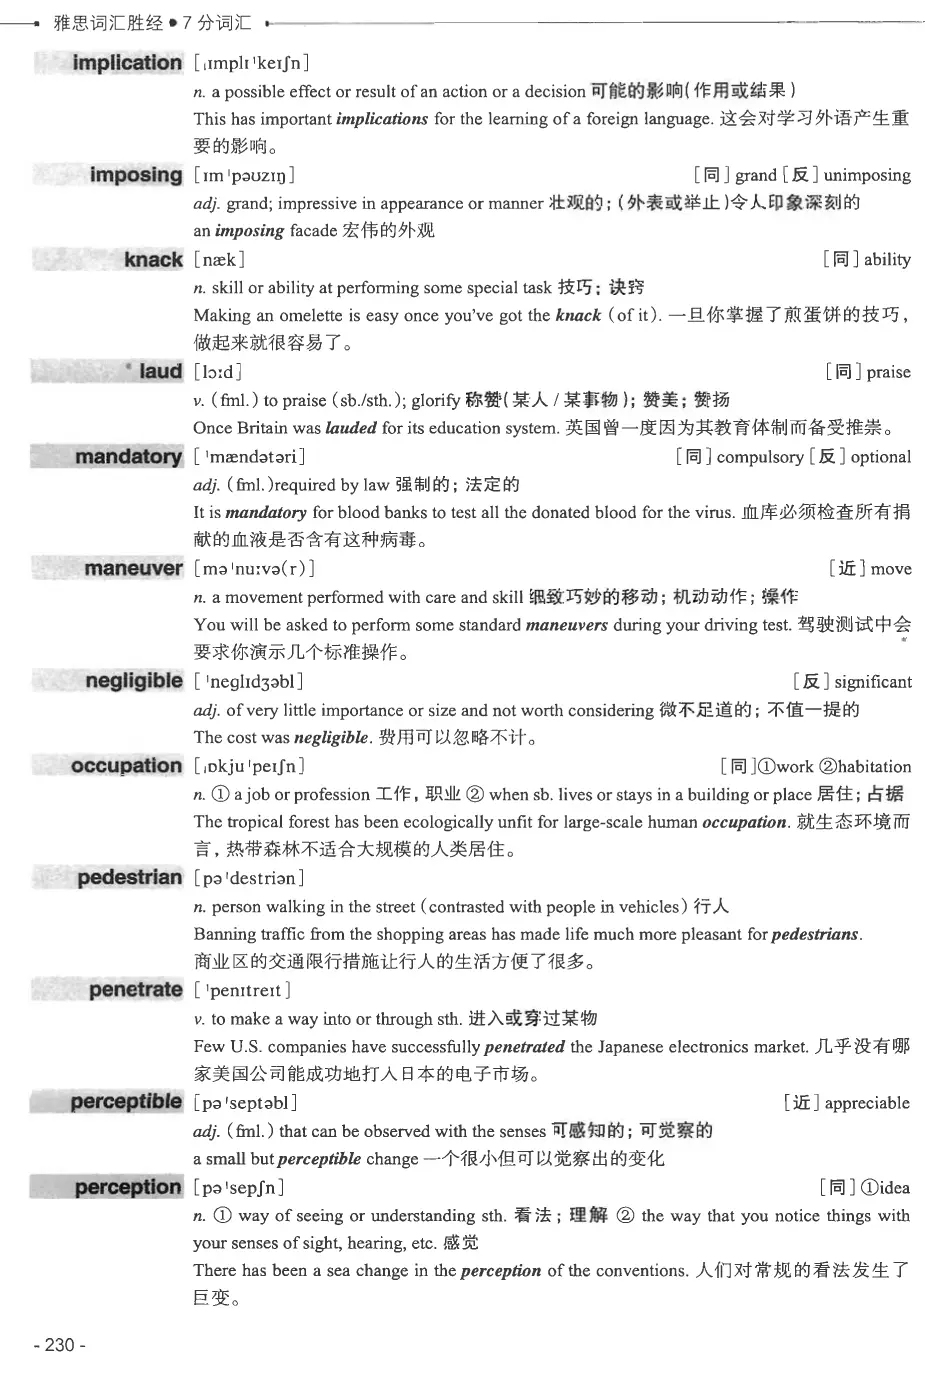 雅思词汇胜经•7分词汇
implication [ˌɪmplɪˈkeɪʃn]
n. a possible effect or result of an action or a decision 可能的影响(作用或结果)
This has important implications for the learning of a foreign language. 这会对学习外语产生重
要的影响。
imposing [ɪmˈpəʊzɪŋ] [同] grand [反] unimposing
adj. grand; impressive in appearance or manner 壮观的; (外表或举止)令人印象深刻的
an imposing facade 宏伟的外观
knack [næk] [同] ability
n. skill or ability at performing some special task 技巧; 诀窍
Making an omelette is easy once you've got the knack (of it). 一旦你掌握了煎蛋饼的技巧,
做起来就很容易了。
laud [lɔːd] [同] praise
v. (fml.) to praise (sb./sth.); glorify 称赞(某人/某事物); 赞美; 赞扬
Once Britain was lauded for its education system. 英国曾一度因为其教育体制而备受推崇。
mandatory [ˈmændətəri] [同] compulsory [反] optional
adj. (fml.)required by law 强制的; 法定的
It is mandatory for blood banks to test all the donated blood for the virus. 血库必须检查所有捐
献的血液是否含有这种病毒。
maneuver [məˈnuːvə(r)] [近] move
n. a movement performed with care and skill 细致巧妙的移动; 机动动作; 操作
You will be asked to perform some standard maneuvers during your driving test. 驾驶测试中会
要求你演示几个标准操作。
negligible [ˈneglɪdʒəbl] [反] significant
adj. of very little importance or size and not worth considering 微不足道的; 不值一提的
The cost was negligible. 费用可以忽略不计。
occupation [ˌɒkjuˈpeɪʃn] [同]①work ②habitation
n. ① a job or profession 工作, 职业 ② when sb. lives or stays in a building or place 居住; 占据
The tropical forest has been ecologically unfit for large-scale human occupation. 就生态环境而
言, 热带森林不适合大规模的人类居住。
pedestrian [pəˈdestriən]
n. person walking in the street (contrasted with people in vehicles) 行人
Banning traffic from the shopping areas has made life much more pleasant for pedestrians.
商业区的交通限行措施让行人的生活方便了很多。
penetrate [ˈpenɪtreɪt]
v. to make a way into or through sth. 进入或穿过某物
Few U.S. companies have successfully penetrated the Japanese electronics market. 几乎没有哪
家美国公司能成功地打入日本的电子市场。
perceptible [pəˈseptəbl] [近] appreciable
adj. (fml.) that can be observed with the senses 可感知的; 可觉察的
a small but perceptible change 一个很小但可以觉察出的变化
perception [pəˈsepʃn] [同] ①idea
n. ① way of seeing or understanding sth. 看法; 理解 ② the way that you notice things with
your senses of sight, hearing, etc. 感觉
There has been a sea change in the perception of the conventions. 人们对常规的看法发生了
巨变。
- 230 -